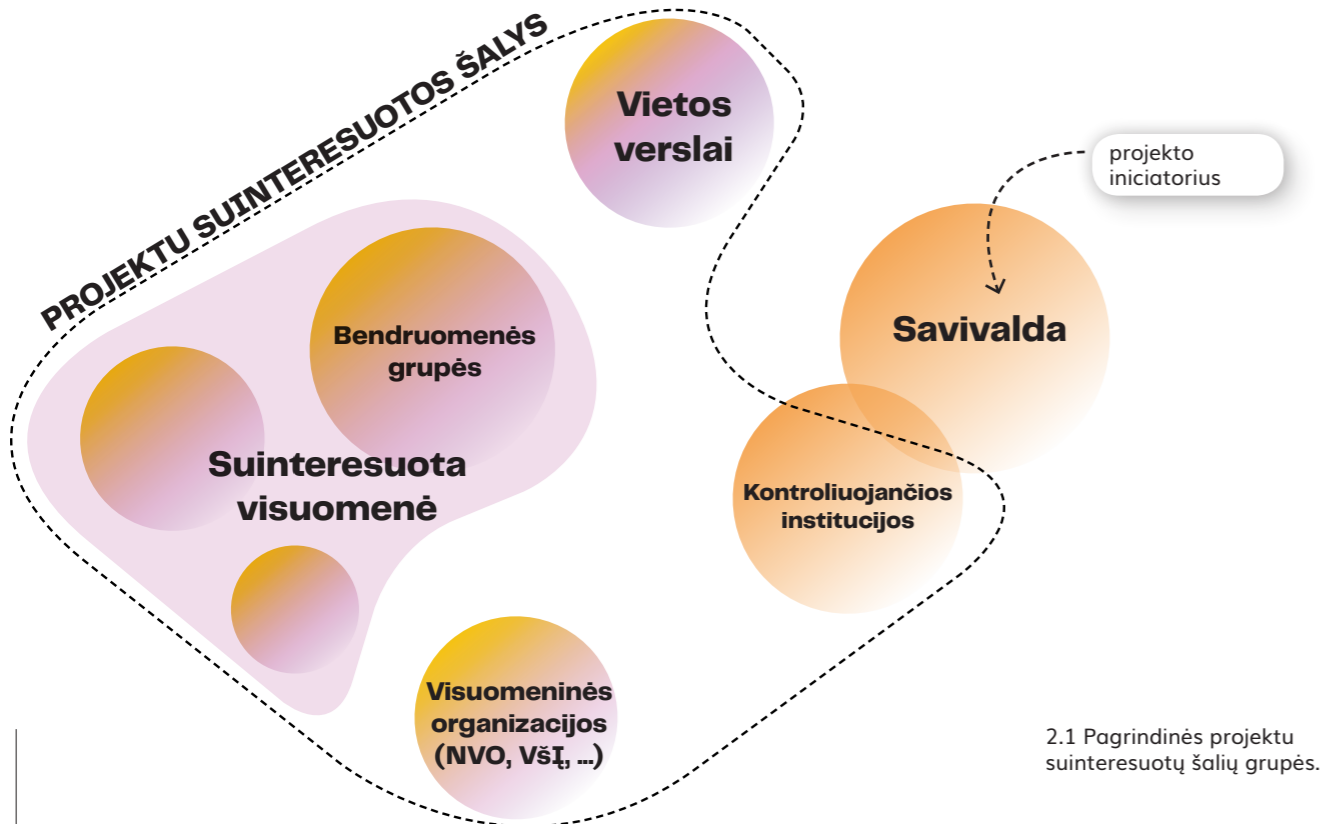 PROJEKTU SUINTERESUOTOS ŠALYS
Vietos
verslai
projekto
iniciatorius
Savivalda
Bendruomenės
grupės
Suinteresuota
visuomenė
Kontroliuojančios
institucijos
Visuomeninės
organizacijos
(NVO, VšĮ, ...)
2.1 Pagrindinės projektu
suinteresuotų šalių grupės.